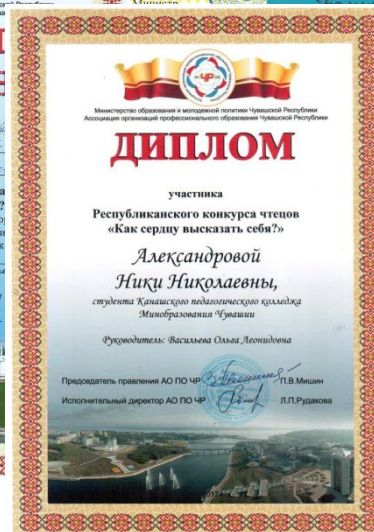 ЧР
Министерство образования и молодежной политики Чувашской Республики
Ассоциация организаций профессионального образования Чувашской Республики
ДИПЛОМ
участника
Республиканского конкурса чтецов
«Как сердцу высказать себя?»
Александровой
Ники Николаевны,
студента Канашского педагогического колледжа
Минобразования Чувашии
Руководитель: Васильева Ольга Леонидовна
Председатель правления АО ПО ЧР П.В.Мишин
Исполнительный директор АО ПО ЧР Л.П.Рудакова